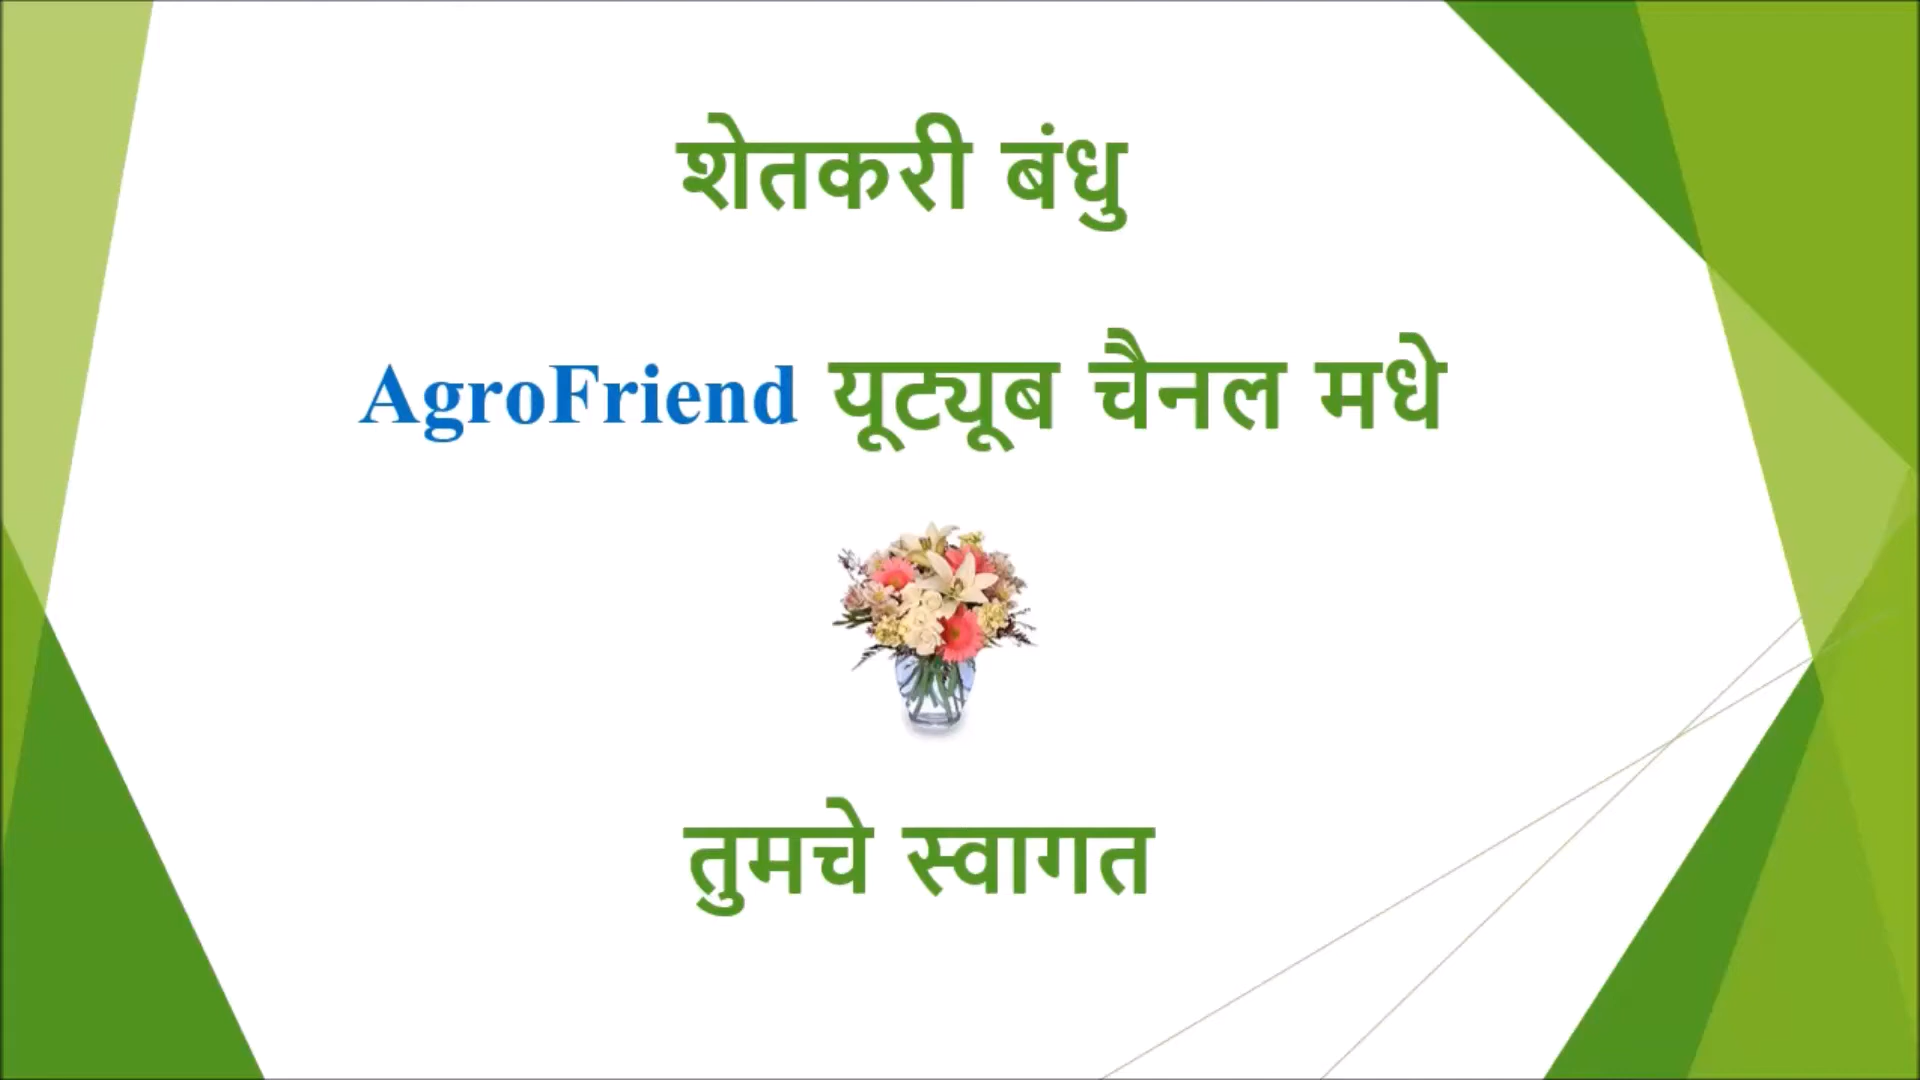 शेतकरी बंधु
AgroFriend यूट्यूब चैनल मधे
तुमचे स्वागत